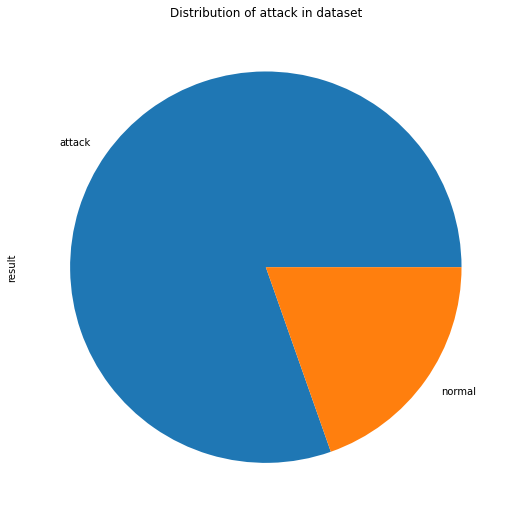 Distribution of attack in dataset
attack
result
normal